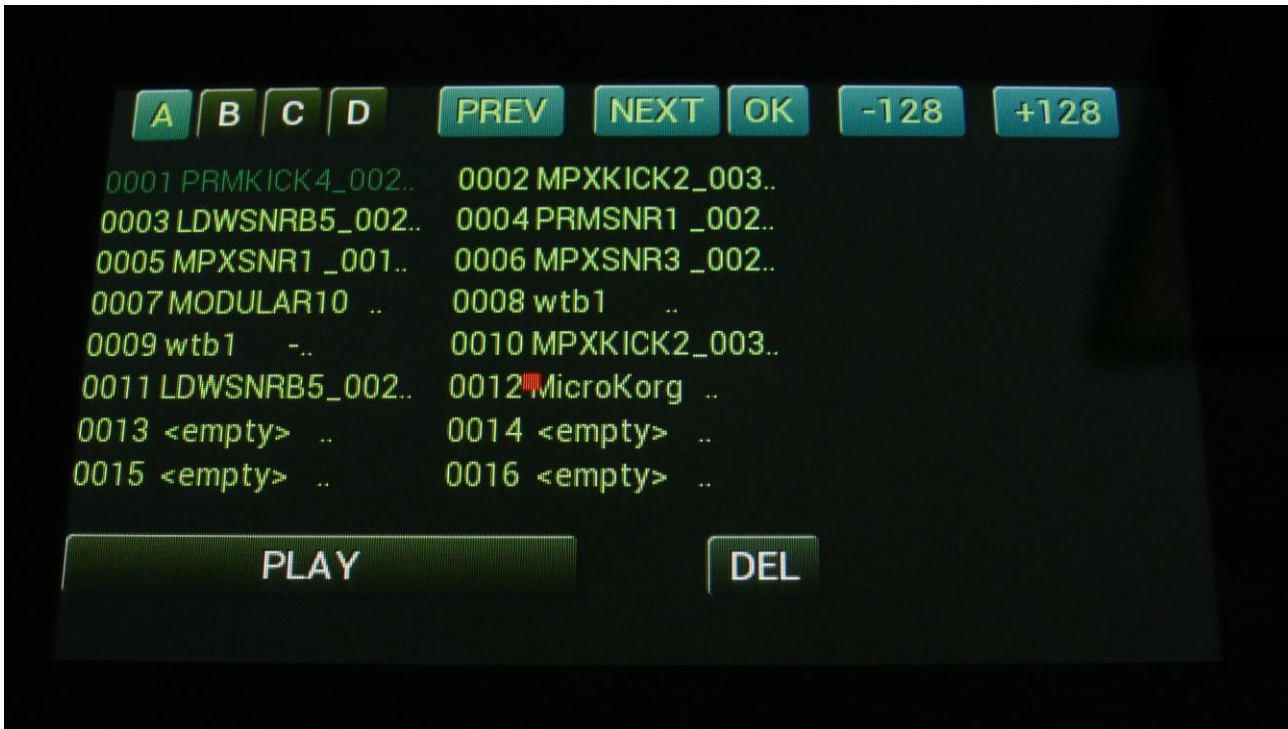 A B C D PREV NEXT OK -128 +128
0001 PRMKICK4_002.. 0002 MPXKICK2_003..
0003 LDWSNRB5_002.. 0004 PRMSNR1 _002..
0005 MPXSNR1 _001.. 0006 MPXSNR3 _002..
0007 MODULAR10 .. 0008 wtb1 ..
0009 wtb1 -.. 0010 MPXKICK2_003..
0011 LDWSNRB5_002.. 0012 MicroKorg ..
0013 <empty> .. 0014 <empty> ..
0015 <empty> .. 0016 <empty> ..
PLAY DEL